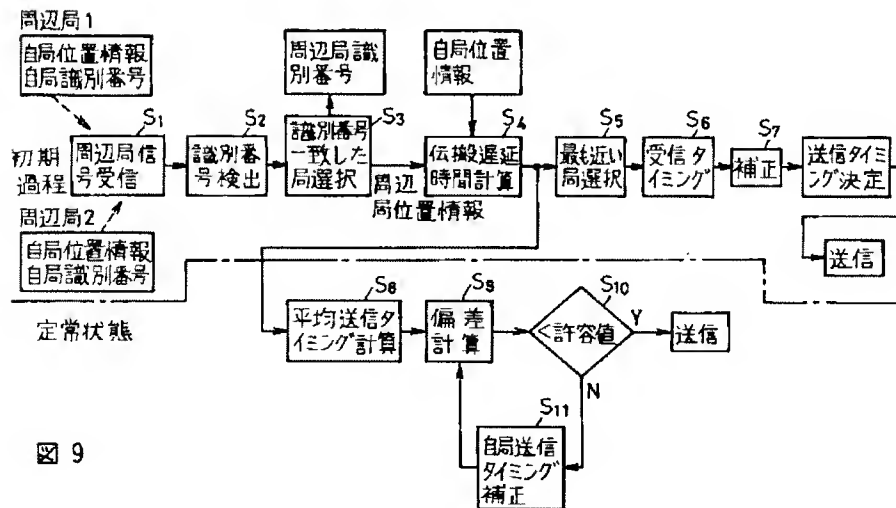 周辺局1
自局位置情報
自局識別番号
周辺局識
別番号
自局位置
情報
初期
過程
S1
周辺局信
号受信
S2
識別番
号検出
S3
識別番号
一致した
局選択
周辺
局位置情報
S4
伝搬遅延
時間計算
S5
最も近い
局選択
S6
受信タ
イミング
S7
補正
送信タイミ
ング決定
送信
周辺局2
自局位置情報
自局識別番号
定常状態
S8
平均送信タ
イミング計算
S9
偏差
計算
S10
<許容値
Y
送信
N
S11
自局送信
タイミング
補正
図 9